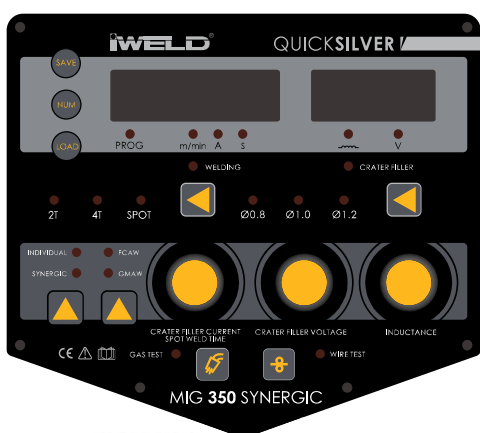 iWELD®
QUICKSILVER
SAVE
NUM
LOAD
PROG m/min A S V
WELDING CRATER FILLER
2T 4T SPOT Ø0.8 Ø1.0 Ø1.2
INDIVIDUAL FCAW
SYNERGIC GMAW
CRATER FILLER CURRENT CRATER FILLER VOLTAGE INDUCTANCE
SPOT WELD TIME
CE GAS TEST WIRE TEST
MIG 350 SYNERGIC